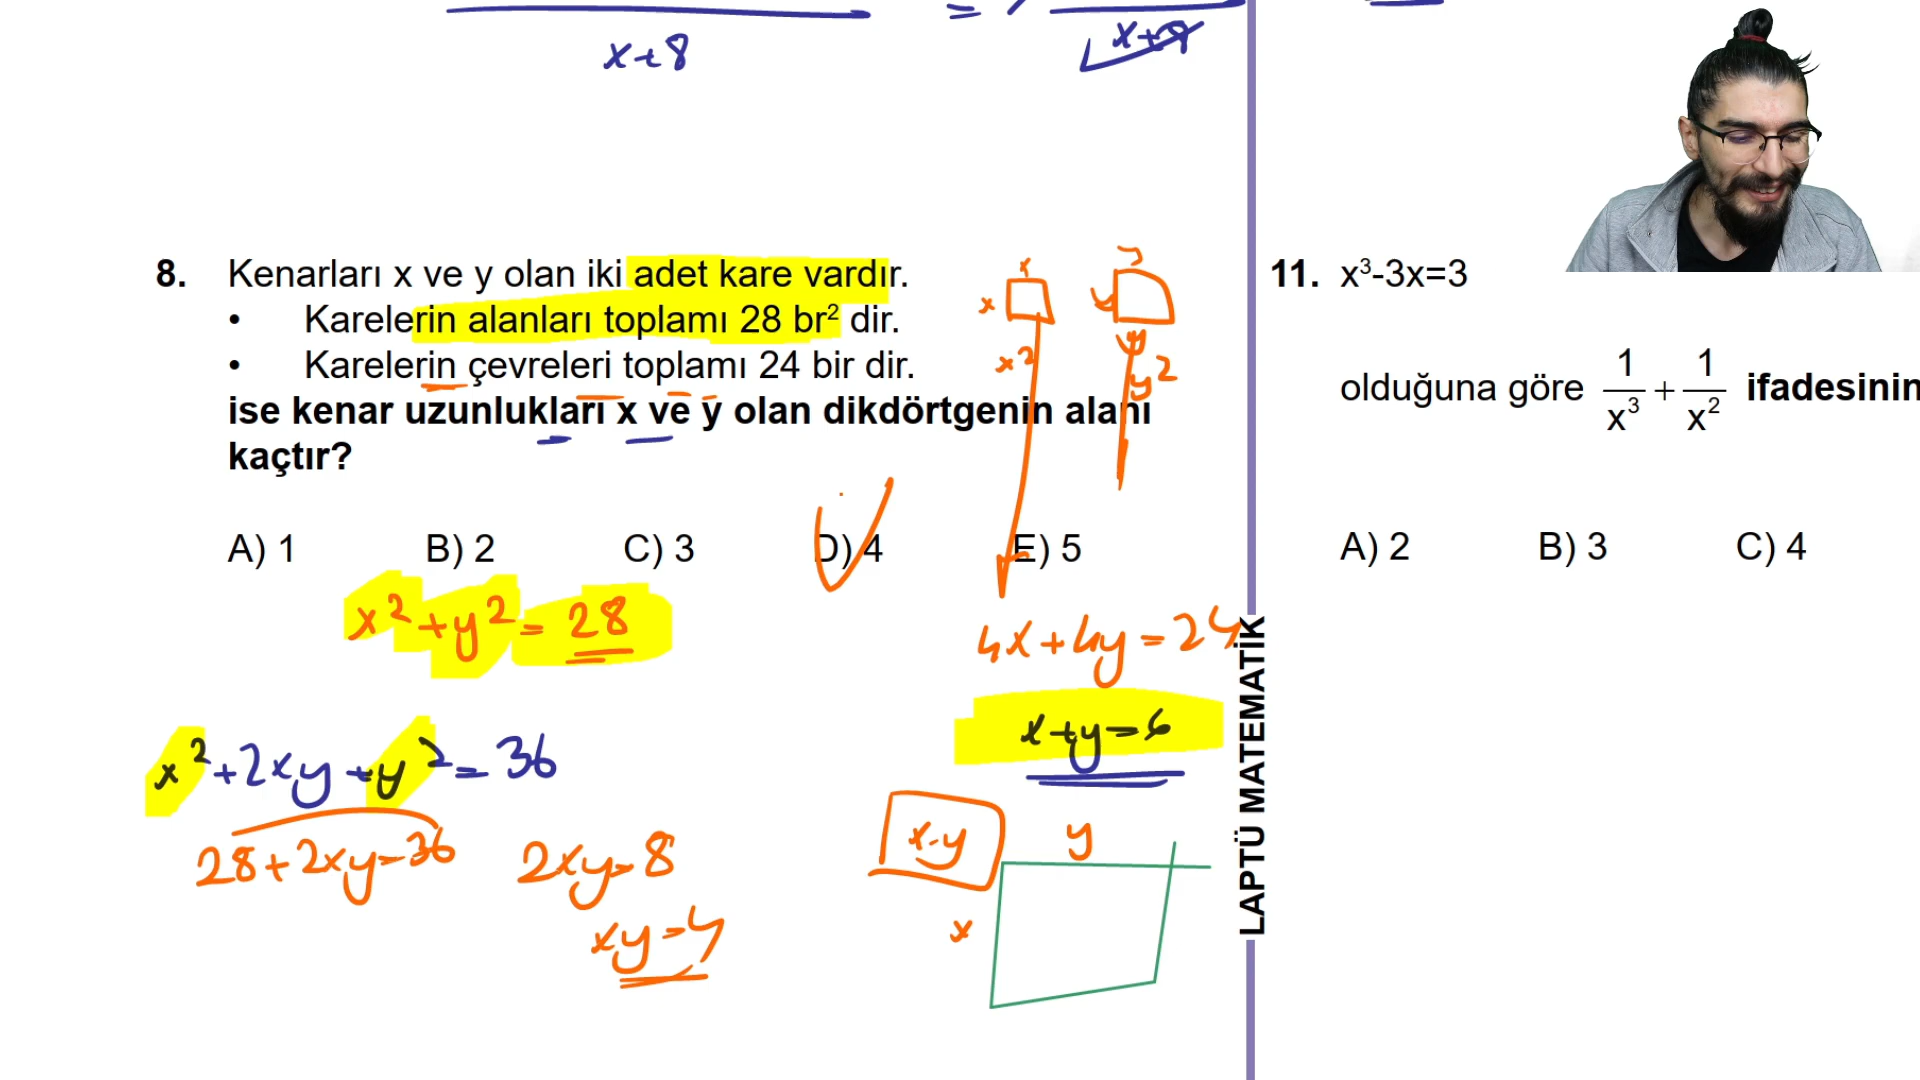 x+8
=
x+9
8. Kenarları x ve y olan iki adet kare vardır.
• Karelerin alanları toplamı 28 br² dir.
• Karelerin çevreleri toplamı 24 bir dir.
ise kenar uzunlukları x ve y olan dikdörtgenin alanı
kaçtır?
A) 1 B) 2 C) 3 D) 4 E) 5
x
x
y
y
x²
y²
x²+y²=28
4x+4y=24
x+y=6
x²+2xy+y²=36
28+2xy=36
2xy=8
xy=4
x·y
y
x
LAPTÜ MATEMATİK
11. x³-3x=3
olduğuna göre 1/x³ + 1/x² ifadesinin
A) 2 B) 3 C) 4